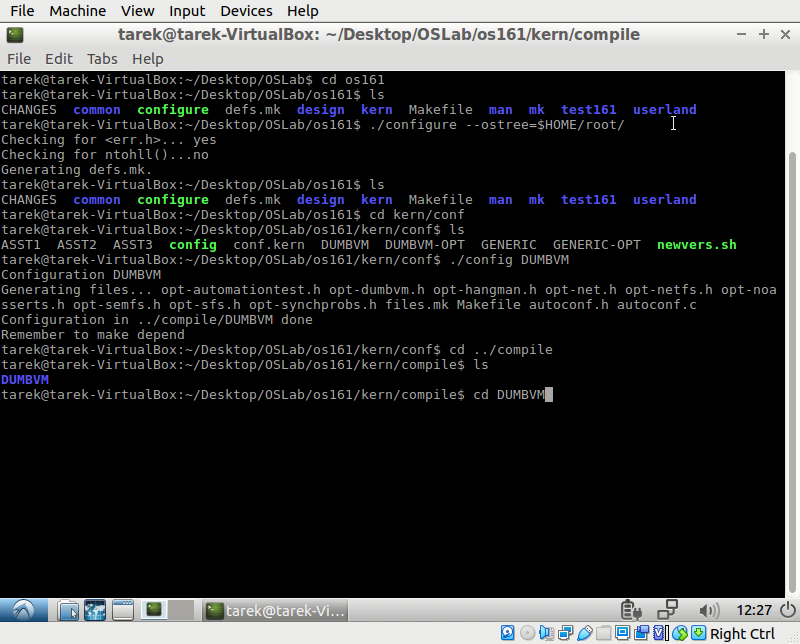 File Machine View Input Devices Help
tarek@tarek-VirtualBox: ~/Desktop/OSLab/os161/kern/compile
File Edit Tabs Help
tarek@tarek-VirtualBox:~/Desktop/OSLab$ cd os161
tarek@tarek-VirtualBox:~/Desktop/OSLab/os161$ ls
CHANGES common configure defs.mk design kern Makefile man mk test161 userland
tarek@tarek-VirtualBox:~/Desktop/OSLab/os161$ ./configure --ostree=$HOME/root/
Checking for <err.h>... yes
Checking for ntohll()...no
Generating defs.mk.
tarek@tarek-VirtualBox:~/Desktop/OSLab/os161$ ls
CHANGES common configure defs.mk design kern Makefile man mk test161 userland
tarek@tarek-VirtualBox:~/Desktop/OSLab/os161$ cd kern/conf
tarek@tarek-VirtualBox:~/Desktop/OSLab/os161/kern/conf$ ls
ASST1 ASST2 ASST3 config conf.kern DUMBVM DUMBVM-OPT GENERIC GENERIC-OPT newvers.sh
tarek@tarek-VirtualBox:~/Desktop/OSLab/os161/kern/conf$ ./config DUMBVM
Configuration DUMBVM
Generating files... opt-automationtest.h opt-dumbvm.h opt-hangman.h opt-net.h opt-netfs.h opt-noa
sserts.h opt-semfs.h opt-sfs.h opt-synchprobs.h files.mk Makefile autoconf.h autoconf.c
Configuration in ../compile/DUMBVM done
Remember to make depend
tarek@tarek-VirtualBox:~/Desktop/OSLab/os161/kern/conf$ cd ../compile
tarek@tarek-VirtualBox:~/Desktop/OSLab/os161/kern/compile$ ls
DUMBVM
tarek@tarek-VirtualBox:~/Desktop/OSLab/os161/kern/compile$ cd DUMBVM
tarek@tarek-Vi... 12:27
Right Ctrl